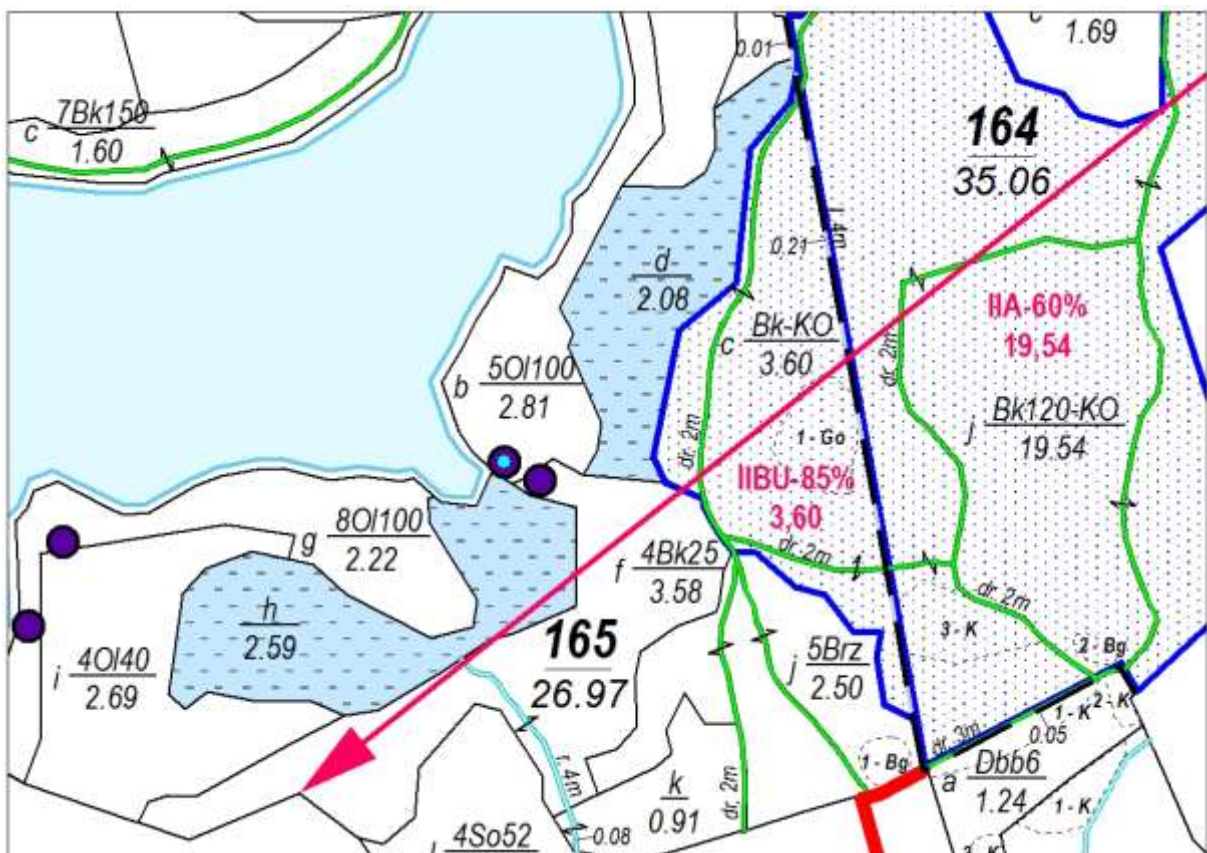 c
1.69
0.01
7Bk150
c
1.60
164
35.06
r. 4m
0.21
d
2.08
IIA-60%
19,54
Bk-KO
c
3.60
dr. 2m
5Ol100
b
2.81
Bk120-KO
j
19.54
1 - Go
dr. 2m
IIBU-85%
3,60
8Ol100
g
2.22
dr. 2m
4Bk25
f
3.58
dr. 2m
h
2.59
165
26.97
3 - K
2 - Bg
4Ol40
i
2.69
5Brz
j
2.50
1 - K
2 - K
0.05
dr. 3m
1 - Bg
Dbb6
a
1.24
r. 4m
k
0.91
dr. 2m
1 - K
0.08
4So52
3 - K